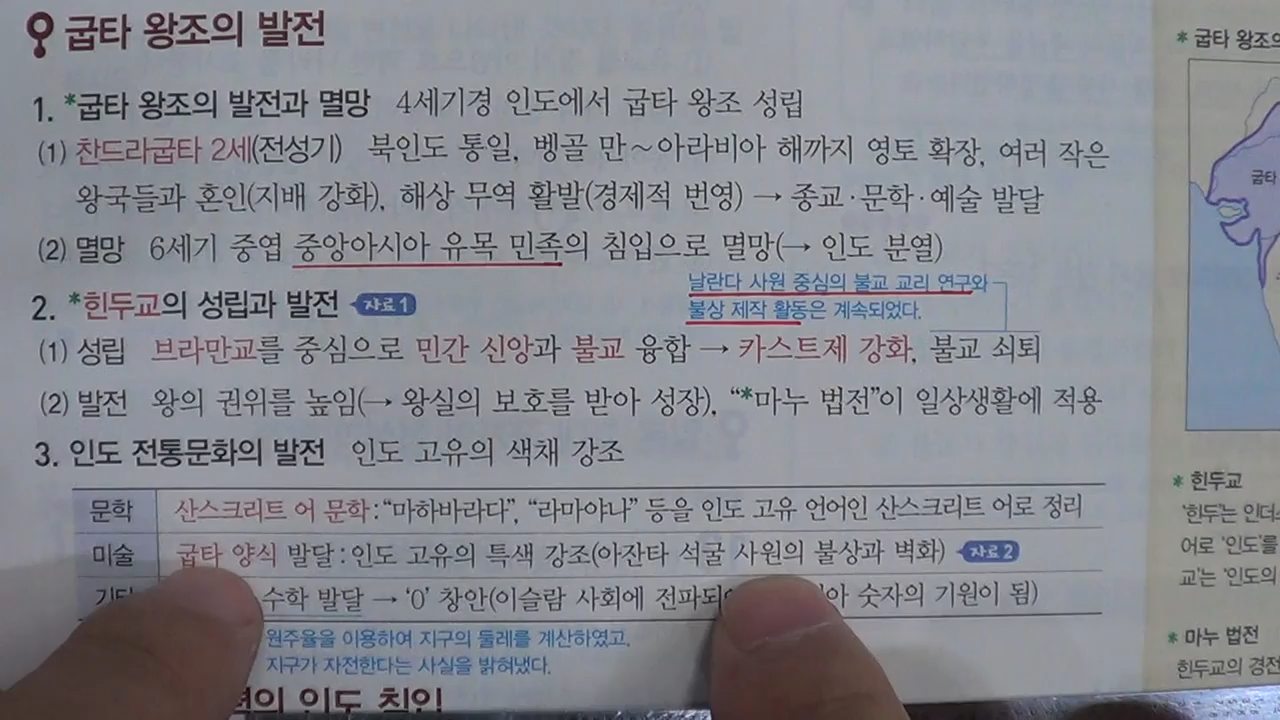 굽타 왕조의 발전
* 굽타 왕조의
1. *굽타 왕조의 발전과 멸망 4세기경 인도에서 굽타 왕조 성립
(1) 찬드라굽타 2세(전성기) 북인도 통일, 벵골 만~아라비아 해까지 영토 확장, 여러 작은
왕국들과 혼인(지배 강화), 해상 무역 활발(경제적 번영) → 종교·문학·예술 발달
굽타
(2) 멸망 6세기 중엽 중앙아시아 유목 민족의 침입으로 멸망(→ 인도 분열)
날란다 사원 중심의 불교 교리 연구와
불상 제작 활동은 계속되었다.
2. *힌두교의 성립과 발전 자료1
(1) 성립 브라만교를 중심으로 민간 신앙과 불교 융합 → 카스트제 강화, 불교 쇠퇴
(2) 발전 왕의 권위를 높임(→ 왕실의 보호를 받아 성장), "*마누 법전"이 일상생활에 적용
3. 인도 전통문화의 발전 인도 고유의 색채 강조
문학 산스크리트 어 문학:"마하바라다", "라마야나" 등을 인도 고유 언어인 산스크리트 어로 정리
미술 굽타 양식 발달:인도 고유의 특색 강조(아잔타 석굴 사원의 불상과 벽화) 자료2
수학 발달 → '0' 창안(이슬람 사회에 전파되 숫자의 기원이 됨)
원주율을 이용하여 지구의 둘레를 계산하였고,
지구가 자전한다는 사실을 밝혀냈다.
인도 침입
* 힌두교
'힌두'는 인더
어로 '인도'를
교'는 '인도의
* 마누 법전
힌두교의 경전